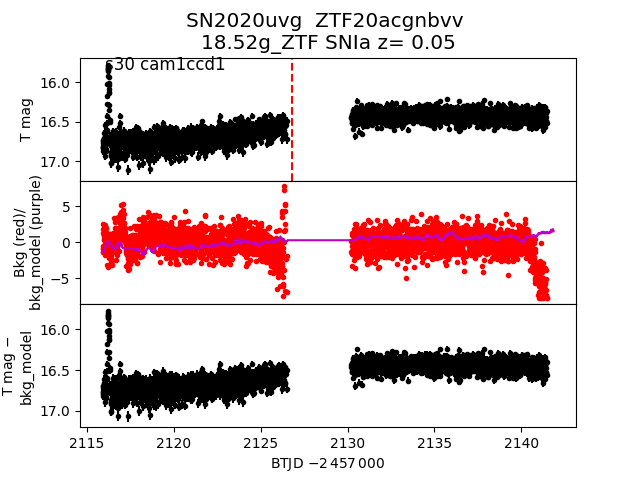 SN2020uvg ZTF20acgnbvv
18.52g_ZTF SNIa z= 0.05
s30 cam1ccd1
T mag
16.0
16.5
17.0
Bkg (red)/
bkg_model (purple)
5
0
−5
T mag −
bkg_model
16.0
16.5
17.0
2115
2120
2125
2130
2135
2140
BTJD −2 457 000